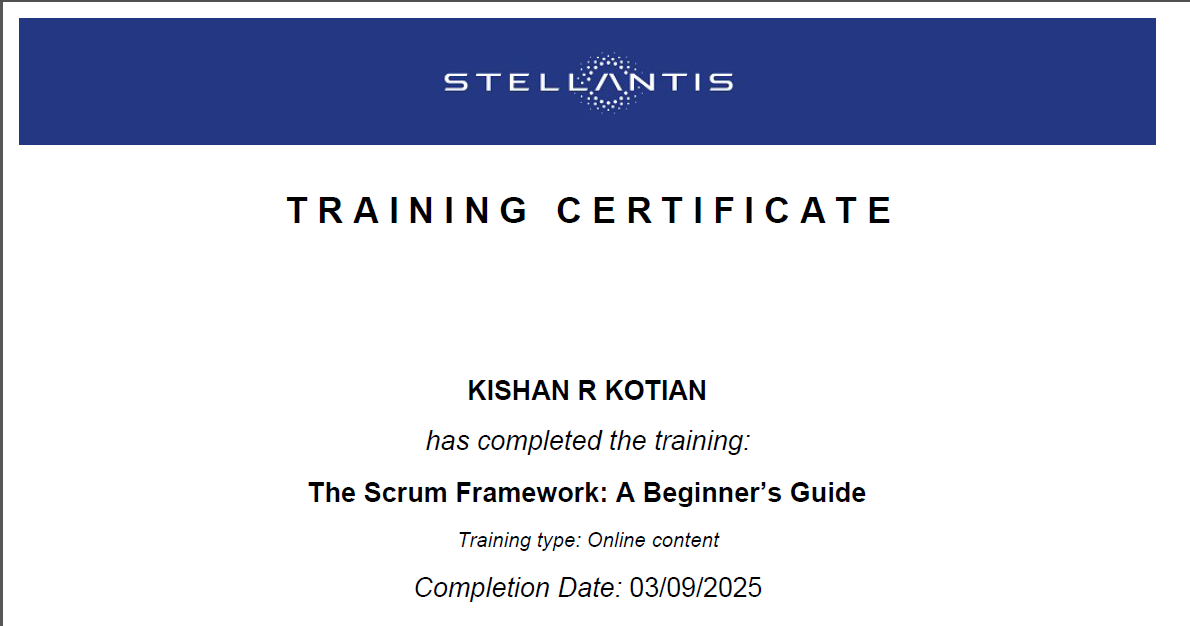 STELLANTIS
TRAINING CERTIFICATE
KISHAN R KOTIAN
has completed the training:
The Scrum Framework: A Beginner’s Guide
Training type: Online content
Completion Date: 03/09/2025